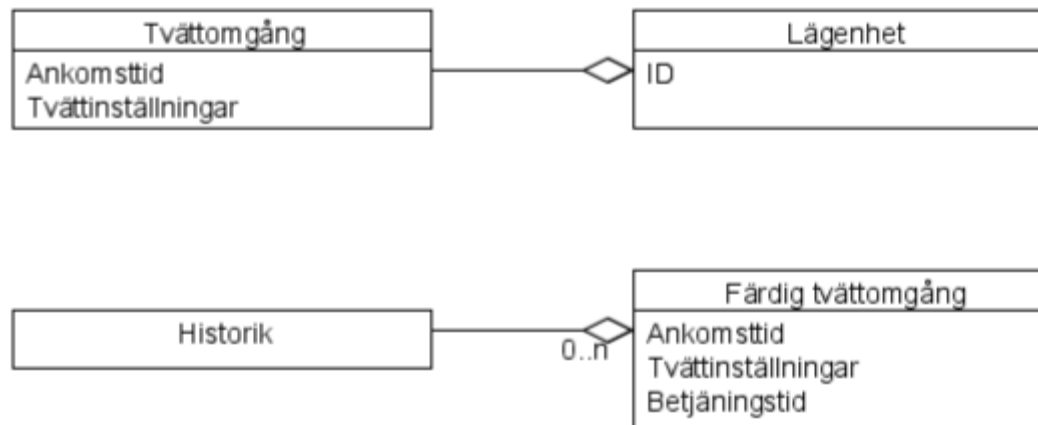 Tvättomgång
Ankomsttid
Tvättinställningar
Lägenhet
ID
Historik
0..n
Färdig tvättomgång
Ankomsttid
Tvättinställningar
Betjäningstid